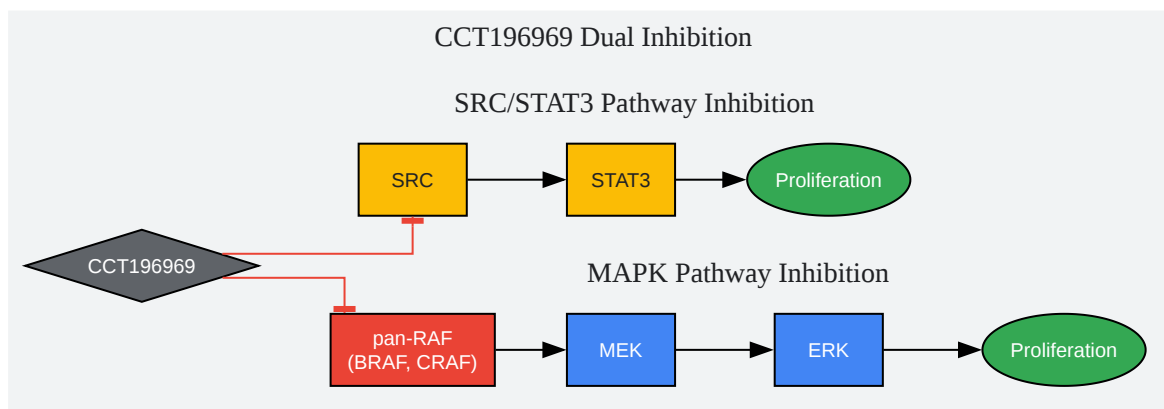 CCT196969 Dual Inhibition
SRC/STAT3 Pathway Inhibition
SRC
STAT3
Proliferation
CCT196969
MAPK Pathway Inhibition
pan-RAF
(BRAF, CRAF)
MEK
ERK
Proliferation